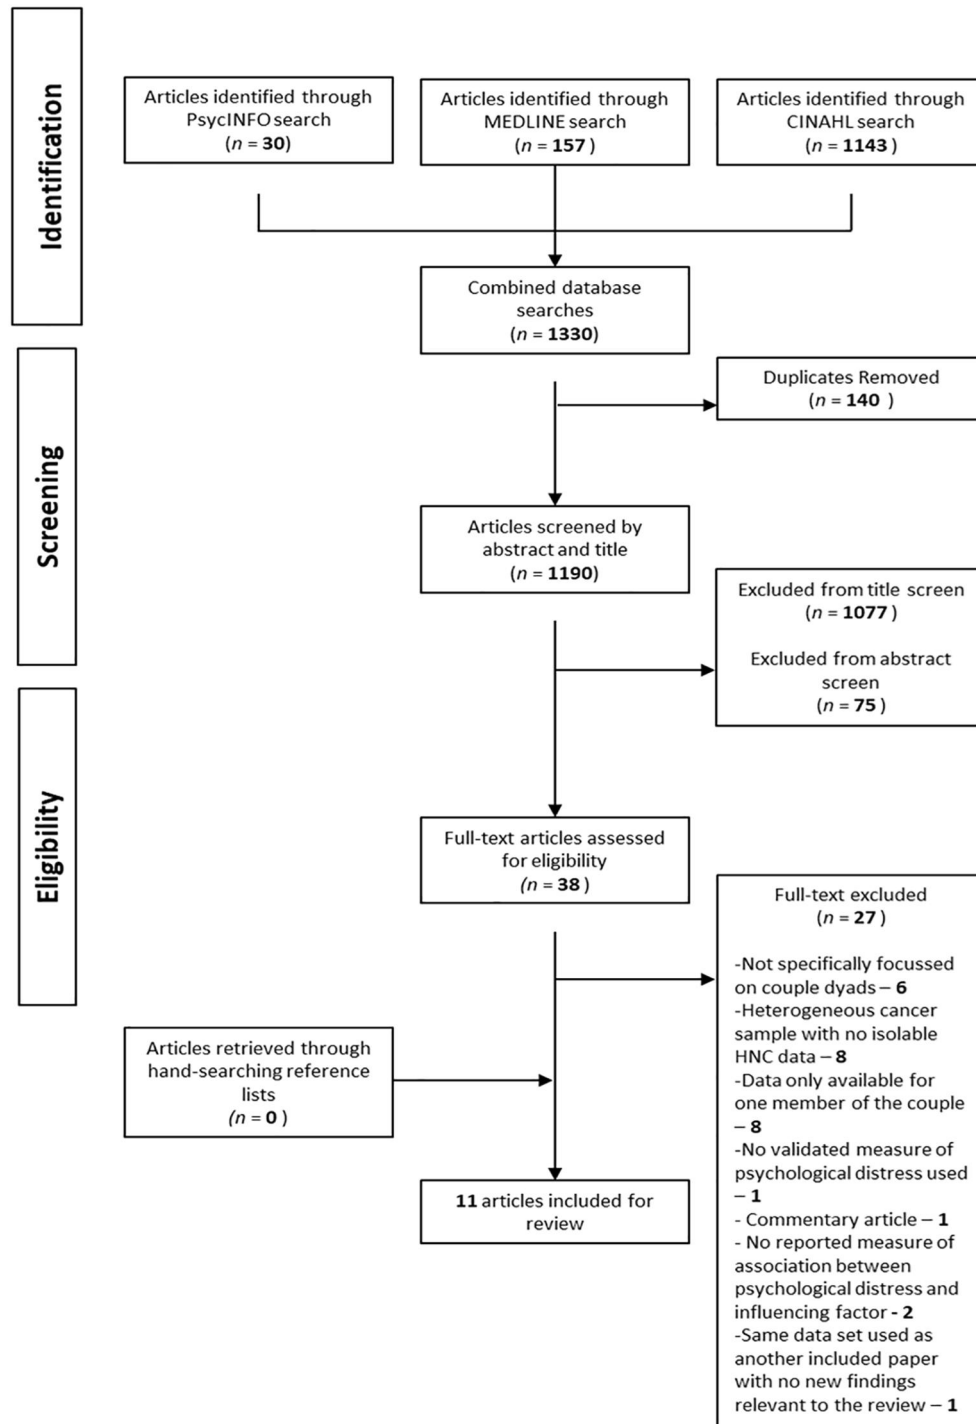 Identification
Articles identified through
PsycINFO search
(n = 30)
Articles identified through
MEDLINE search
(n = 157 )
Articles identified through
CINAHL search
(n = 1143)
Combined database
searches
(n = 1330)
Screening
Duplicates Removed
(n = 140 )
Articles screened by
abstract and title
(n = 1190)
Excluded from title screen
(n = 1077)
Excluded from abstract
screen
(n = 75 )
Eligibility
Full-text articles assessed
for eligibility
(n = 38 )
Full-text excluded
(n = 27 )
-Not specifically focussed
on couple dyads – 6
-Heterogeneous cancer
sample with no isolable
HNC data – 8
-Data only available for
one member of the couple
– 8
-No validated measure of
psychological distress used
– 1
- Commentary article – 1
- No reported measure of
association between
psychological distress and
influencing factor - 2
-Same data set used as
another included paper
with no new findings
relevant to the review – 1
Articles retrieved through
hand-searching reference
lists
(n = 0 )
11 articles included for
review